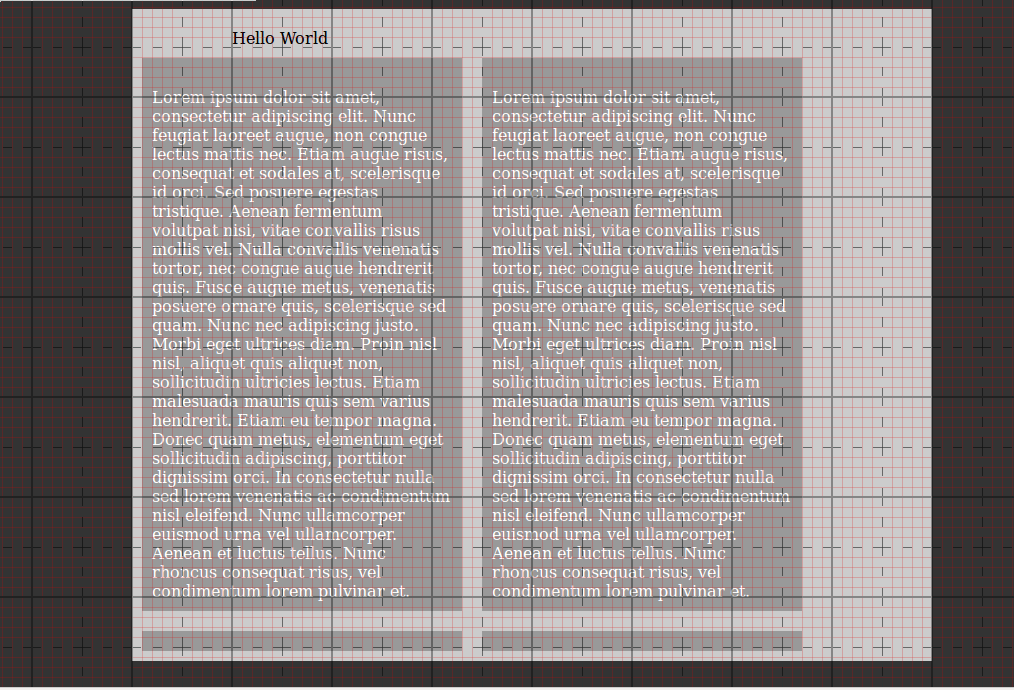 Hello World
Lorem ipsum dolor sit amet,
consectetur adipiscing elit. Nunc
feugiat laoreet augue, non congue
lectus mattis nec. Etiam augue risus,
consequat et sodales at, scelerisque
id orci. Sed posuere egestas
tristique. Aenean fermentum
volutpat nisi, vitae convallis risus
mollis vel. Nulla convallis venenatis
tortor, nec congue augue hendrerit
quis. Fusce augue metus, venenatis
posuere ornare quis, scelerisque sed
quam. Nunc nec adipiscing justo.
Morbi eget ultrices diam. Proin nisl
nisl, aliquet quis aliquet non,
sollicitudin ultricies lectus. Etiam
malesuada mauris quis sem varius
hendrerit. Etiam eu tempor magna.
Donec quam metus, elementum eget
sollicitudin adipiscing, porttitor
dignissim orci. In consectetur nulla
sed lorem venenatis ac condimentum
nisl eleifend. Nunc ullamcorper
euismod urna vel ullamcorper.
Aenean et luctus tellus. Nunc
rhoncus consequat risus, vel
condimentum lorem pulvinar et.
Lorem ipsum dolor sit amet,
consectetur adipiscing elit. Nunc
feugiat laoreet augue, non congue
lectus mattis nec. Etiam augue risus,
consequat et sodales at, scelerisque
id orci. Sed posuere egestas
tristique. Aenean fermentum
volutpat nisi, vitae convallis risus
mollis vel. Nulla convallis venenatis
tortor, nec congue augue hendrerit
quis. Fusce augue metus, venenatis
posuere ornare quis, scelerisque sed
quam. Nunc nec adipiscing justo.
Morbi eget ultrices diam. Proin nisl
nisl, aliquet quis aliquet non,
sollicitudin ultricies lectus. Etiam
malesuada mauris quis sem varius
hendrerit. Etiam eu tempor magna.
Donec quam metus, elementum eget
sollicitudin adipiscing, porttitor
dignissim orci. In consectetur nulla
sed lorem venenatis ac condimentum
nisl eleifend. Nunc ullamcorper
euismod urna vel ullamcorper.
Aenean et luctus tellus. Nunc
rhoncus consequat risus, vel
condimentum lorem pulvinar et.